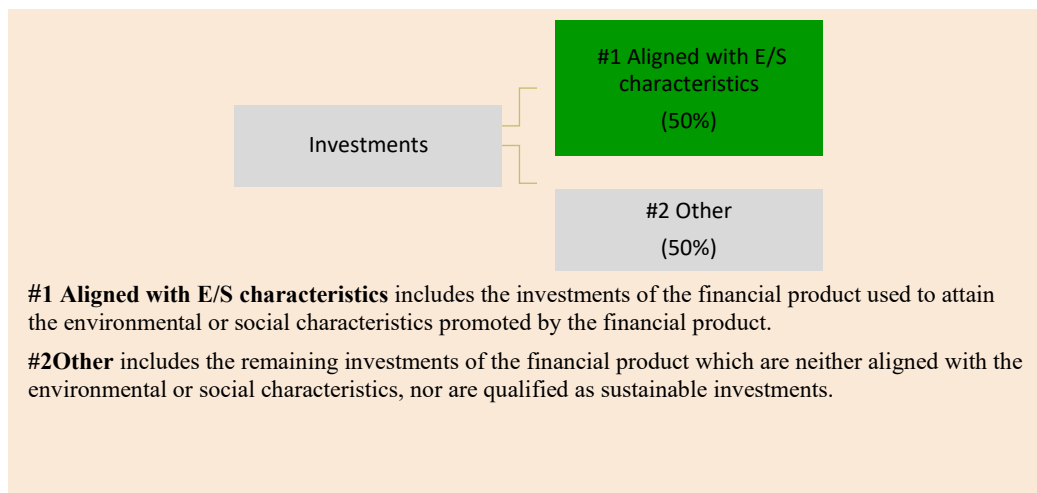 #1 Aligned with E/S
characteristics
(50%)
Investments
#2 Other
(50%)
#1 Aligned with E/S characteristics includes the investments of the financial product used to attain
the environmental or social characteristics promoted by the financial product.
#2Other includes the remaining investments of the financial product which are neither aligned with the
environmental or social characteristics, nor are qualified as sustainable investments.